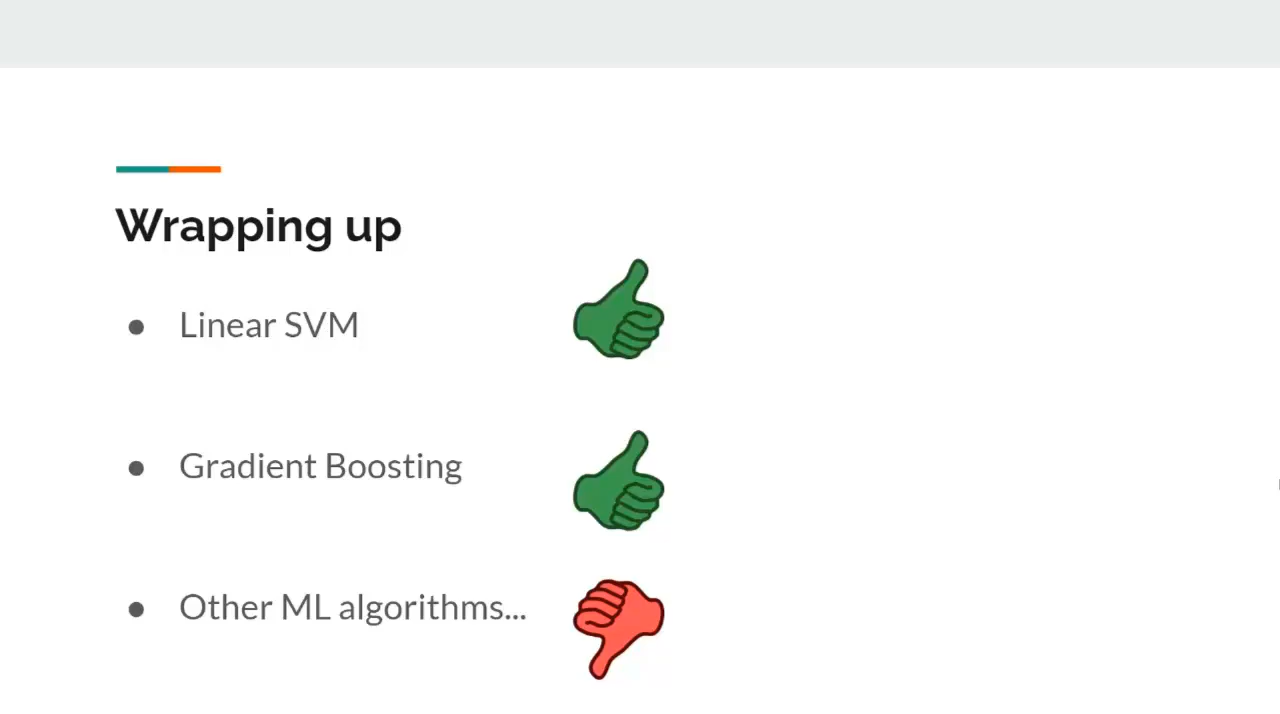 Wrapping up
● Linear SVM
● Gradient Boosting
● Other ML algorithms...